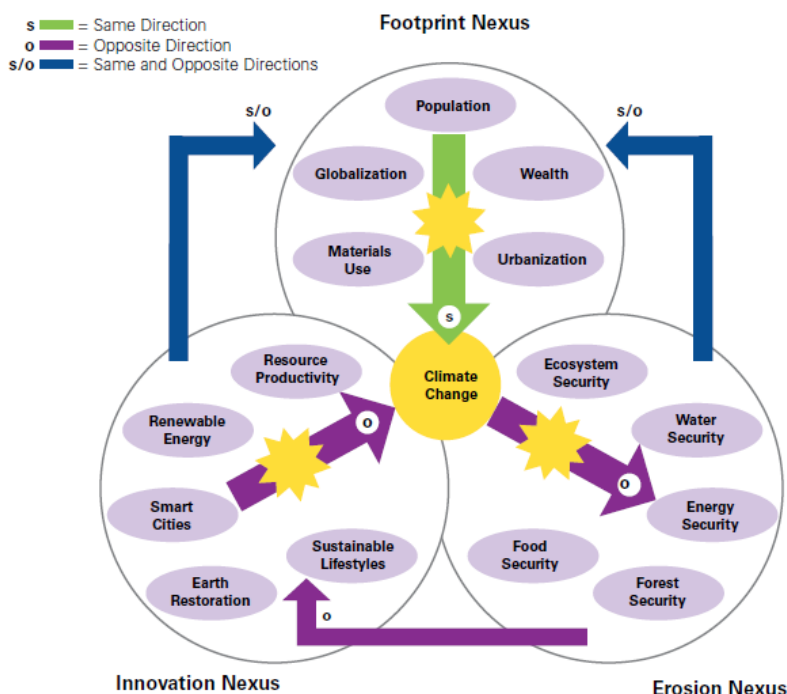 Footprint Nexus
s = Same Direction
o = Opposite Direction
s/o = Same and Opposite Directions
s/o
s/o
Population
Globalization
Wealth
Materials
Use
Urbanization
s
Climate
Change
Resource
Productivity
Renewable
Energy
o
Smart
Cities
Sustainable
Lifestyles
Earth
Restoration
Ecosystem
Security
Water
Security
o
Energy
Security
Food
Security
Forest
Security
o
Innovation Nexus
Erosion Nexus